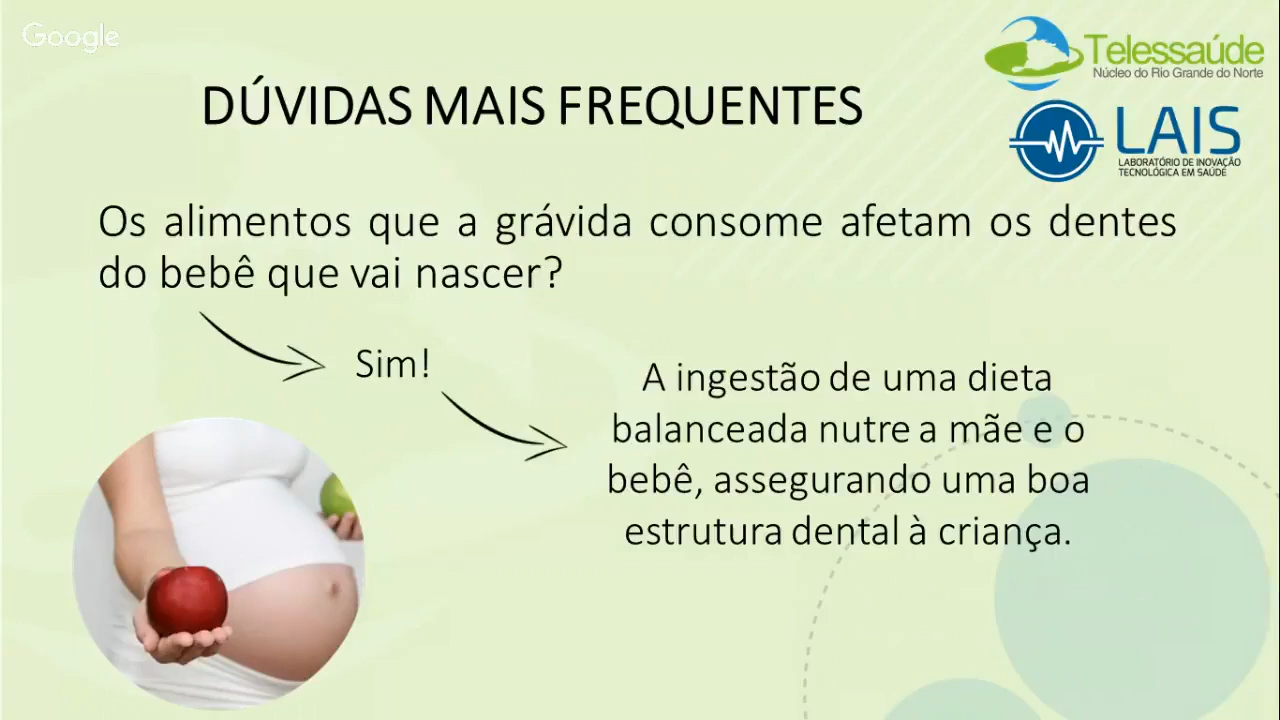 Google
Telessaúde
Núcleo do Rio Grande do Norte
DÚVIDAS MAIS FREQUENTES
LAIS
LABORATÓRIO DE INOVAÇÃO
TECNOLÓGICA EM SAÚDE
Os alimentos que a grávida consome afetam os dentes
do bebê que vai nascer?
Sim!
A ingestão de uma dieta
balanceada nutre a mãe e o
bebê, assegurando uma boa
estrutura dental à criança.